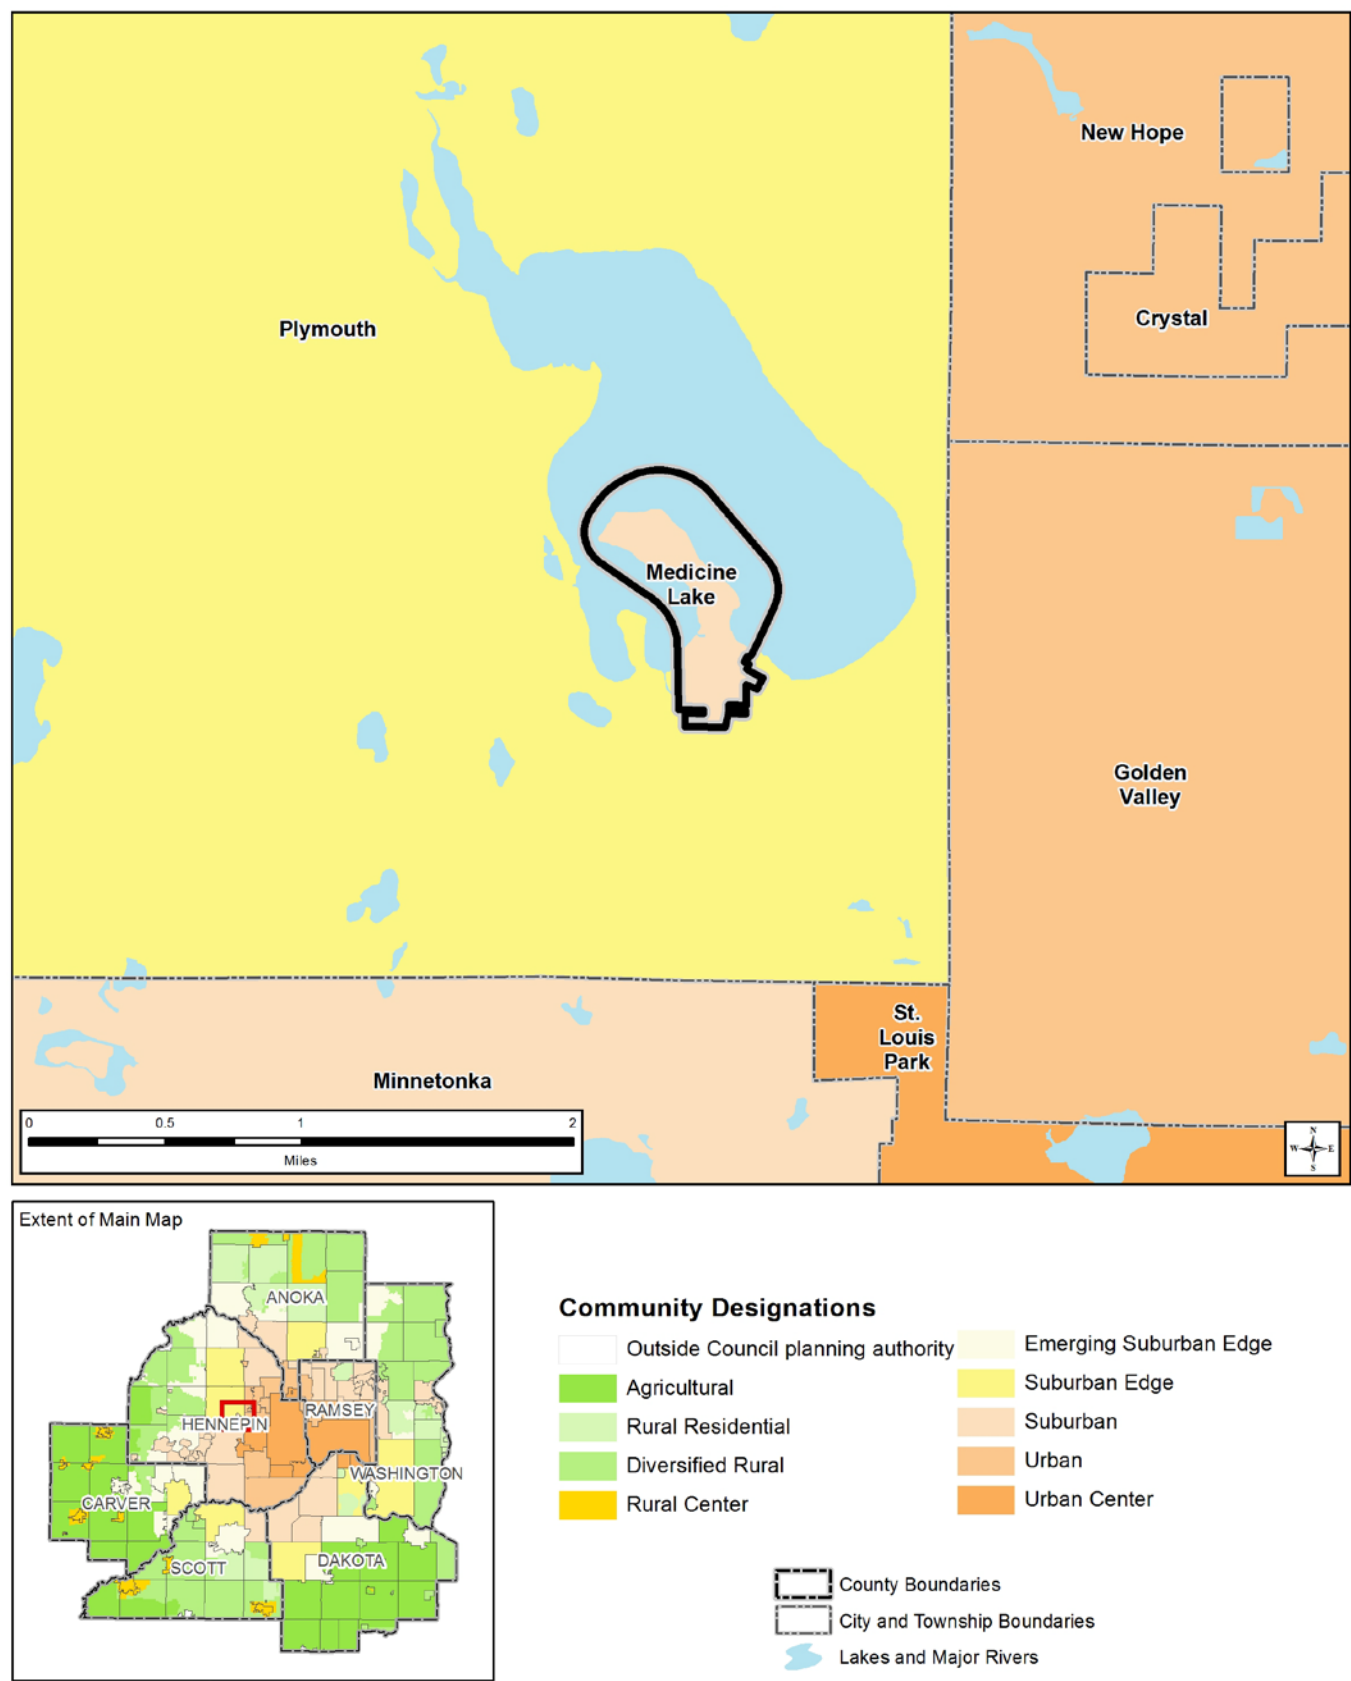 New Hope
Plymouth
Crystal
Medicine
Lake
Golden
Valley
St.
Louis
Park
Minnetonka
0 0.5 1 2
Miles
N
W E
S
Extent of Main Map
ANOKA
HENNEPIN
RAMSEY
WASHINGTON
CARVER
SCOTT
DAKOTA
Community Designations
Outside Council planning authority
Agricultural
Rural Residential
Diversified Rural
Rural Center
Emerging Suburban Edge
Suburban Edge
Suburban
Urban
Urban Center
County Boundaries
City and Township Boundaries
Lakes and Major Rivers